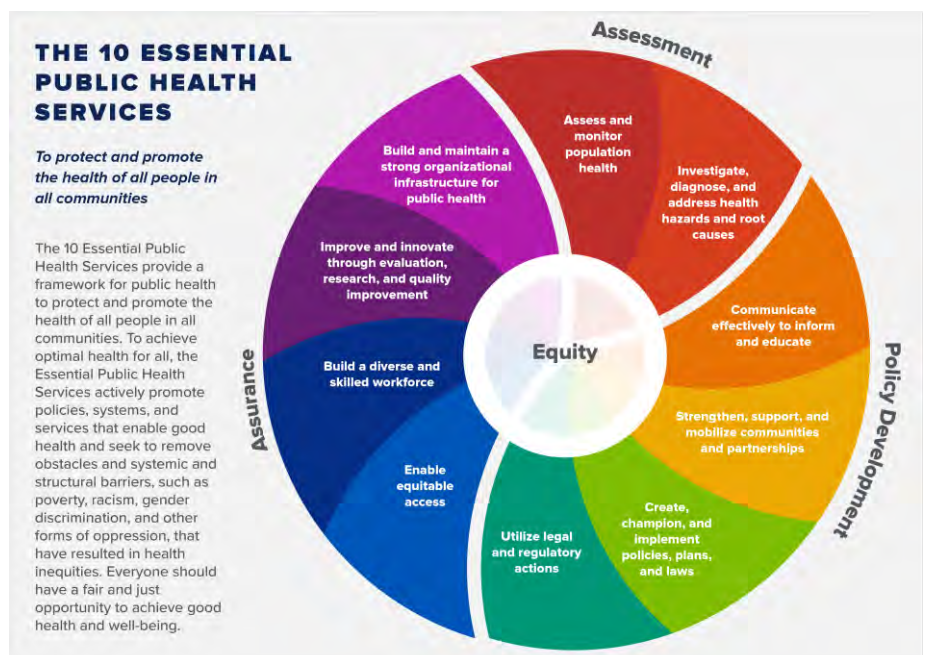 THE 10 ESSENTIAL
PUBLIC HEALTH
SERVICES
To protect and promote
the health of all people in
all communities
The 10 Essential Public
Health Services provide a
framework for public health
to protect and promote the
health of all people in all
communities. To achieve
optimal health for all, the
Essential Public Health
Services actively promote
policies, systems, and
services that enable good
health and seek to remove
obstacles and systemic and
structural barriers, such as
poverty, racism, gender
discrimination, and other
forms of oppression, that
have resulted in health
inequities. Everyone should
have a fair and just
opportunity to achieve good
health and well-being.
Assessment
Assess and
monitor
population
health
Investigate,
diagnose, and
address health
hazards and root
causes
Policy Development
Communicate
effectively to inform
and educate
Strengthen, support, and
mobilize communities
and partnerships
Create,
champion, and
implement
policies, plans,
and laws
Utilize legal
and regulatory
actions
Assurance
Enable
equitable
access
Build a diverse and
skilled workforce
Improve and innovate
through evaluation,
research, and quality
improvement
Build and maintain a
strong organizational
infrastructure for
public health
Equity